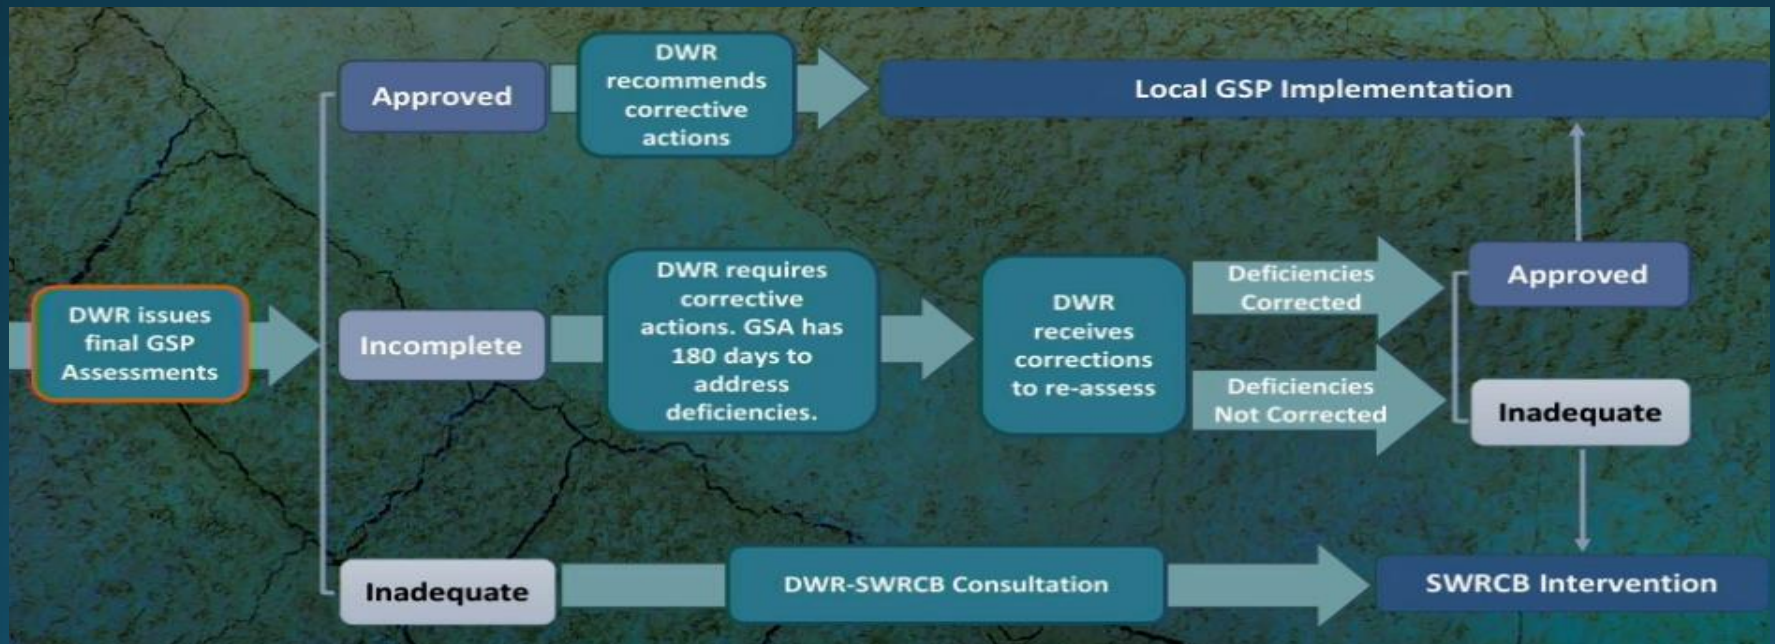 DWR issues
final GSP
Assessments
Approved
DWR
recommends
corrective
actions
Local GSP Implementation
Incomplete
DWR requires
corrective
actions. GSA has
180 days to
address
deficiencies.
DWR
receives
corrections
to re-assess
Deficiencies
Corrected
Approved
Deficiencies
Not Corrected
Inadequate
Inadequate
DWR-SWRCB Consultation
SWRCB Intervention